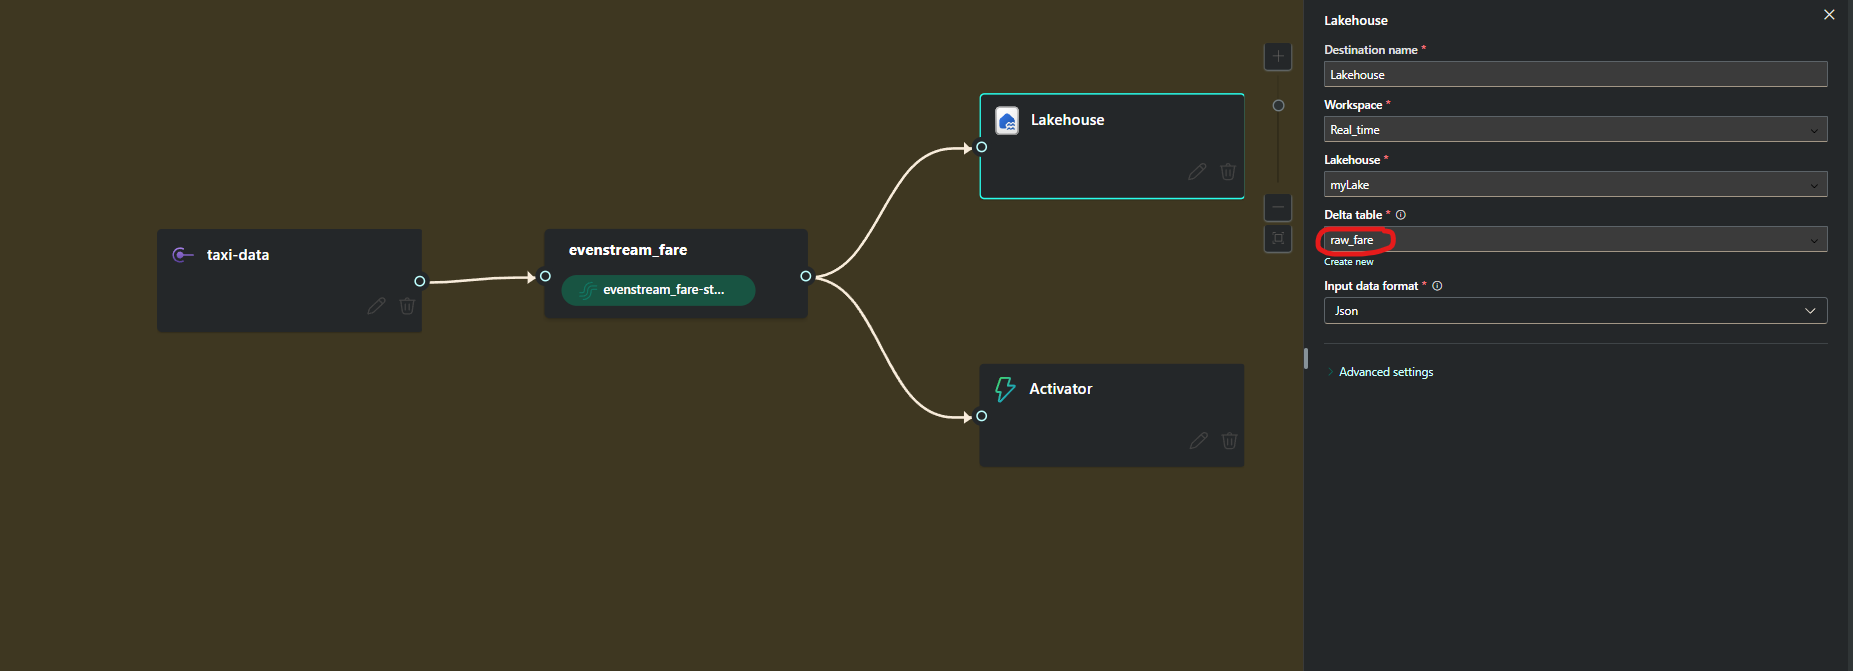 taxi-data
evenstream_fare
evenstream_fare-st...
Lakehouse
Activator
Lakehouse
Destination name *
Lakehouse
Workspace *
Real_time
Lakehouse *
myLake
Delta table *
raw_fare
Create new
Input data format *
Json
Advanced settings